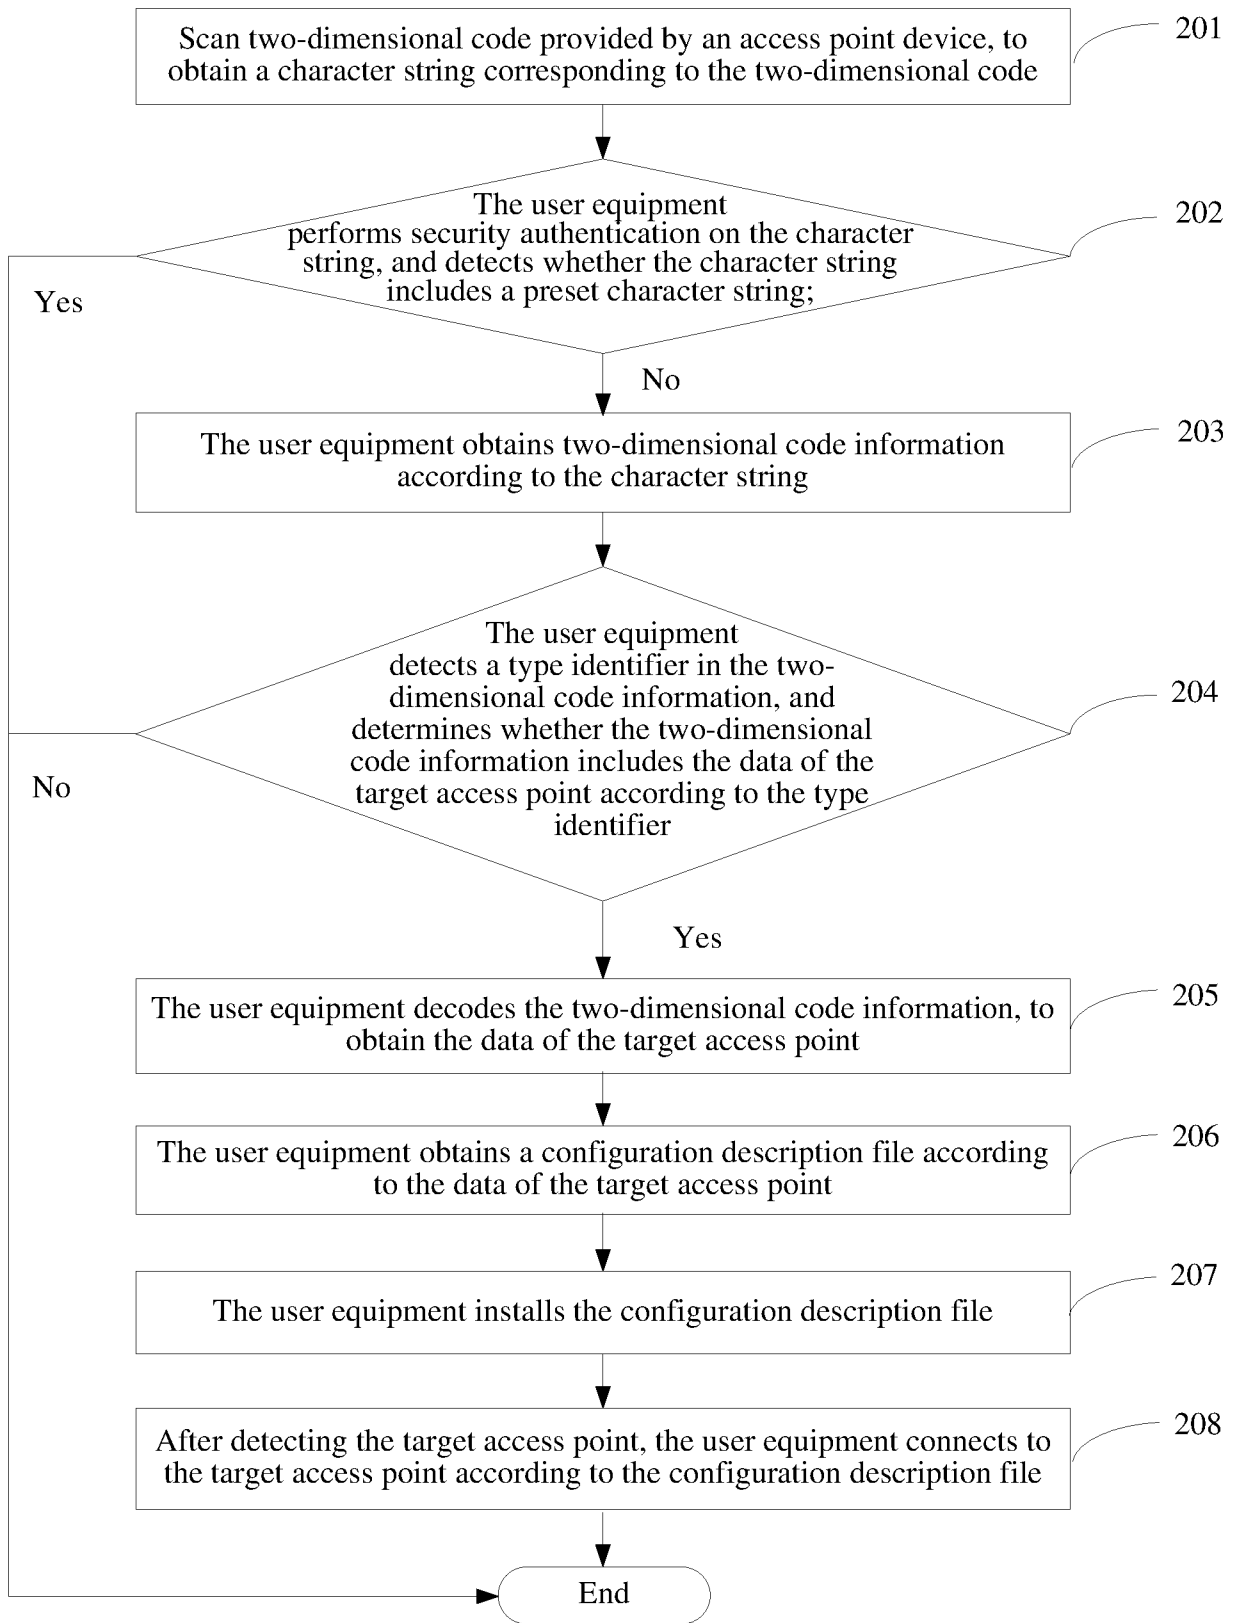 Scan two-dimensional code provided by an access point device, to
obtain a character string corresponding to the two-dimensional code
201
The user equipment
performs security authentication on the character
string, and detects whether the character string
includes a preset character string;
202
Yes
No
The user equipment obtains two-dimensional code information
according to the character string
203
The user equipment
detects a type identifier in the two-
dimensional code information, and
determines whether the two-dimensional
code information includes the data of the
target access point according to the type
identifier
204
No
Yes
The user equipment decodes the two-dimensional code information, to
obtain the data of the target access point
205
The user equipment obtains a configuration description file according
to the data of the target access point
206
The user equipment installs the configuration description file
207
After detecting the target access point, the user equipment connects to
the target access point according to the configuration description file
208
End